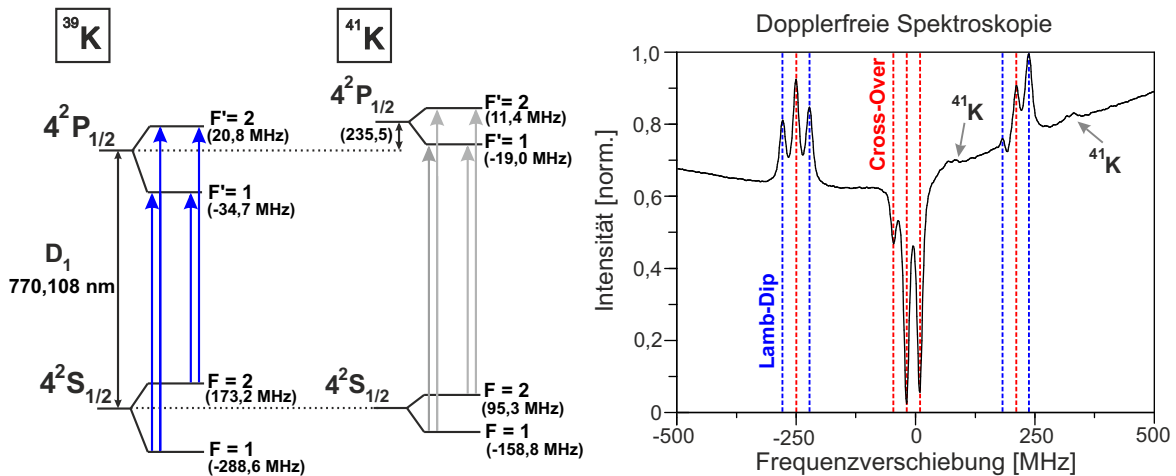 ³⁹K
⁴¹K
4²P₁/₂
F'= 2
(20,8 MHz)
F'= 1
(-34,7 MHz)
4²P₁/₂
(235,5)
F'= 2
(11,4 MHz)
F'= 1
(-19,0 MHz)
D₁
770,108 nm
4²S₁/₂
F = 2
(173,2 MHz)
F = 1
(-288,6 MHz)
4²S₁/₂
F = 2
(95,3 MHz)
F = 1
(-158,8 MHz)
Dopplerfreie Spektroskopie
Intensität [norm.]
1,0
0,8
0,6
0,4
0,2
0
Lamb-Dip
Cross-Over
⁴¹K
⁴¹K
-500
-250
0
250
500
Frequenzverschiebung [MHz]